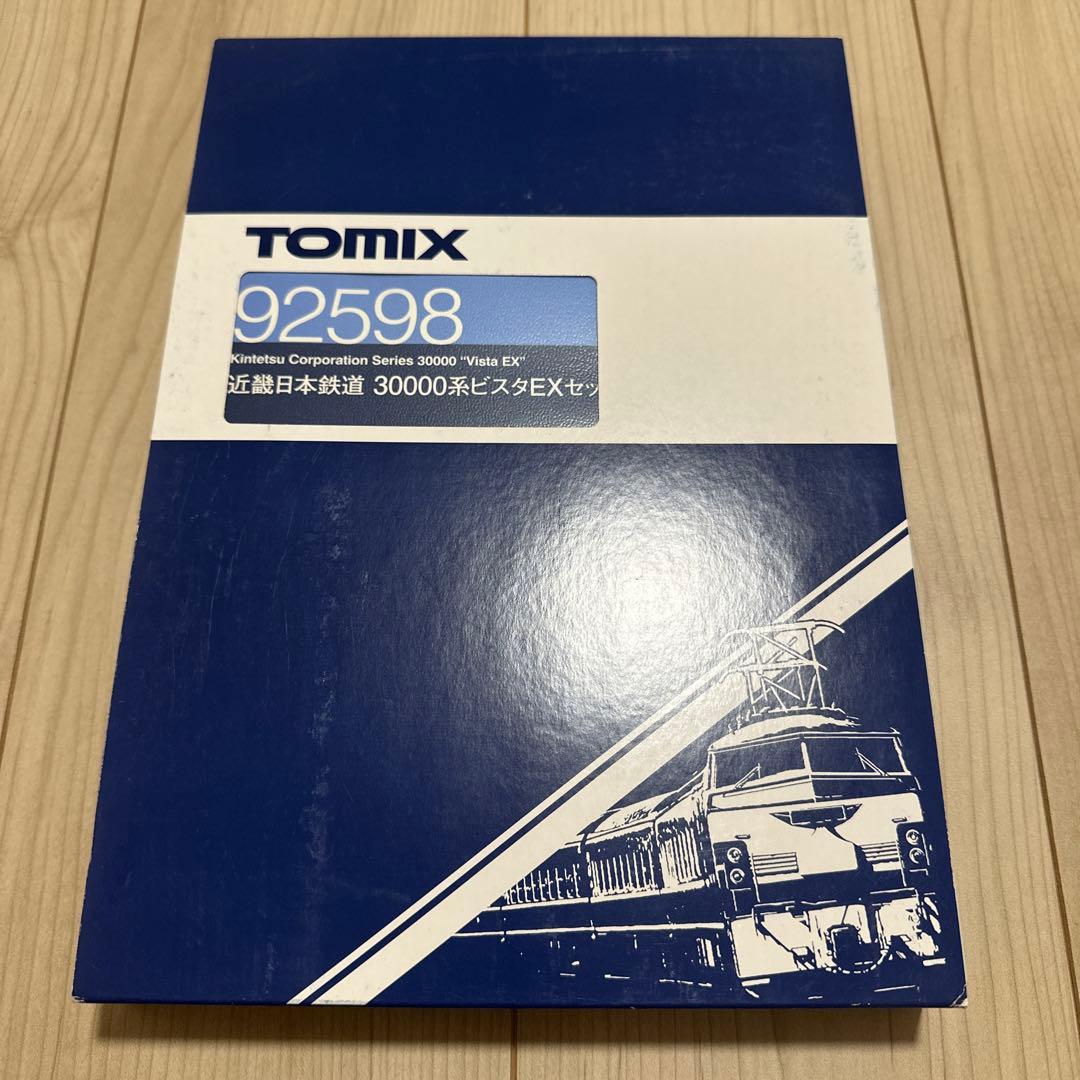 TOMIX
92598
Kintetsu Corporation Series 30000 "Vista EX"
近畿日本鉄道 30000系ビスタEXセッ